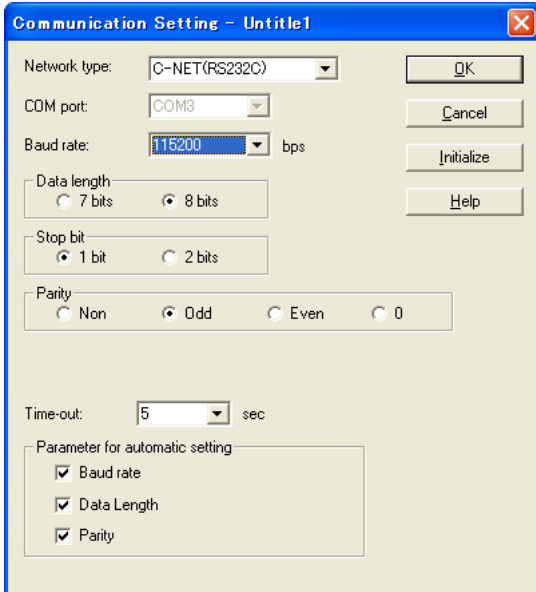 Communication Setting - Untitle1
Network type: C-NET(RS232C) OK
COM port: COM3 Cancel
Baud rate: 115200 bps Initialize
Data length
7 bits 8 bits Help
Stop bit
1 bit 2 bits
Parity
Non Odd Even 0
Time-out: 5 sec
Parameter for automatic setting
Baud rate
Data Length
Parity